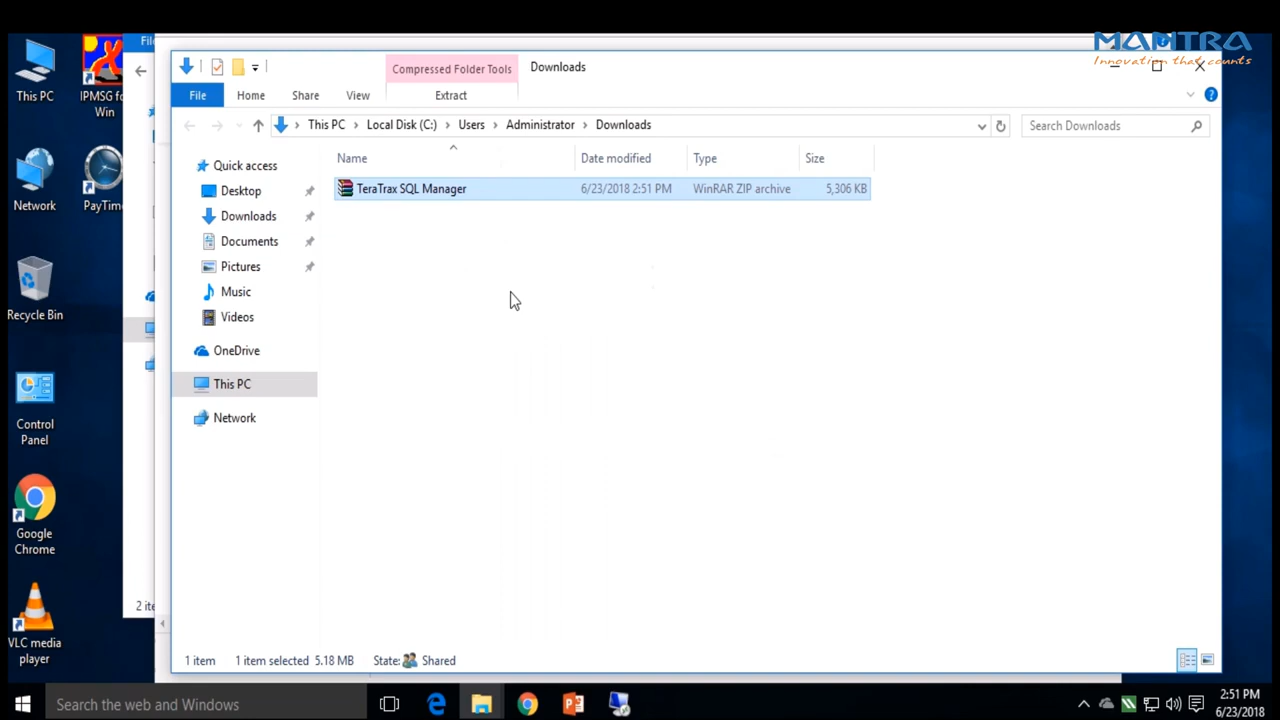 MANTRA
Innovation that counts
This PC
IPMSG for
Win
Network
PayTime
Recycle Bin
Control
Panel
Google
Chrome
VLC media
player
Fil
2 ite
Compressed Folder Tools
Downloads
File
Home
Share
View
Extract
This PC
Local Disk (C:)
Users
Administrator
Downloads
Search Downloads
Name
Date modified
Type
Size
TeraTrax SQL Manager
6/23/2018 2:51 PM
WinRAR ZIP archive
5,306 KB
Quick access
Desktop
Downloads
Documents
Pictures
Music
Videos
OneDrive
This PC
Network
1 item
1 item selected 5.18 MB
State: Shared
Search the web and Windows
2:51 PM
6/23/2018